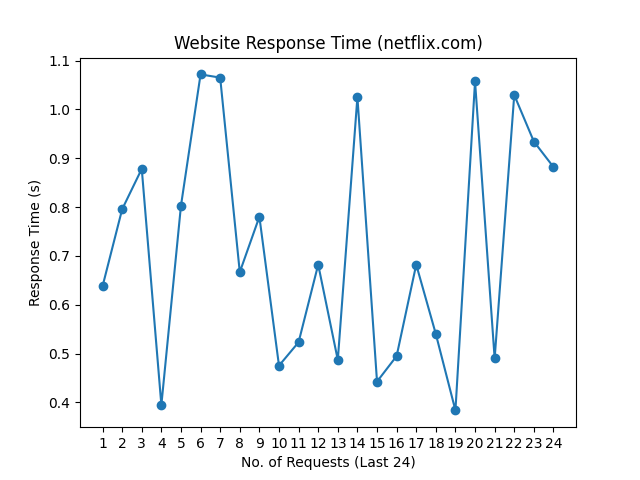 Website Response Time (netflix.com)
Response Time (s)
1.1
1.0
0.9
0.8
0.7
0.6
0.5
0.4
1 2 3 4 5 6 7 8 9 10 11 12 13 14 15 16 17 18 19 20 21 22 23 24
No. of Requests (Last 24)